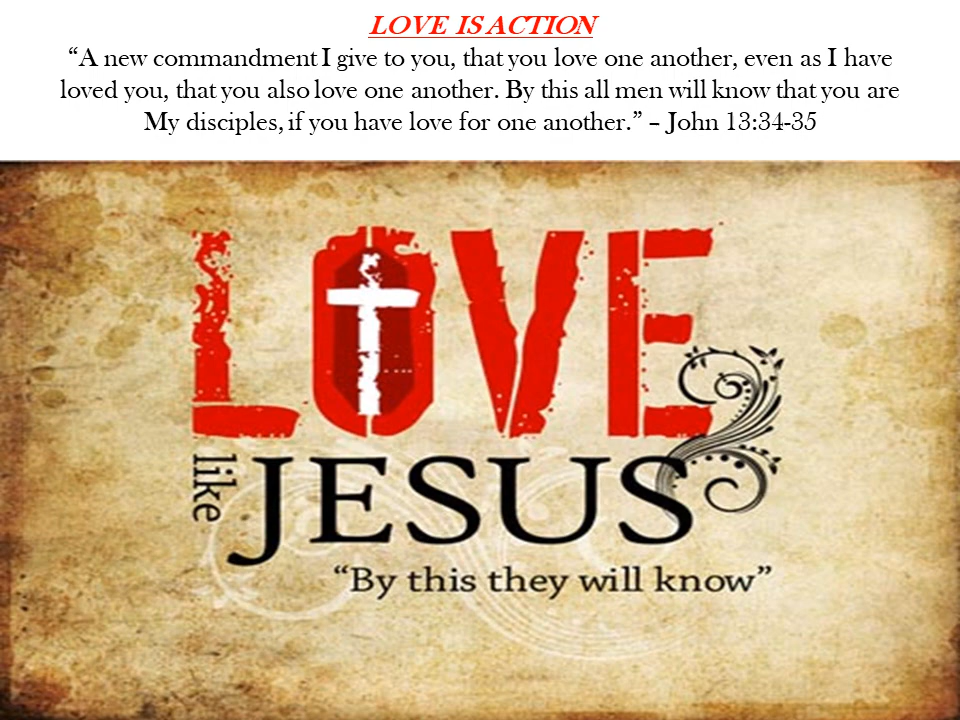 LOVE IS ACTION
“A new commandment I give to you, that you love one another, even as I have
loved you, that you also love one another. By this all men will know that you are
My disciples, if you have love for one another.” – John 13:34-35
LOVE
like
JESUS
“By this they will know”